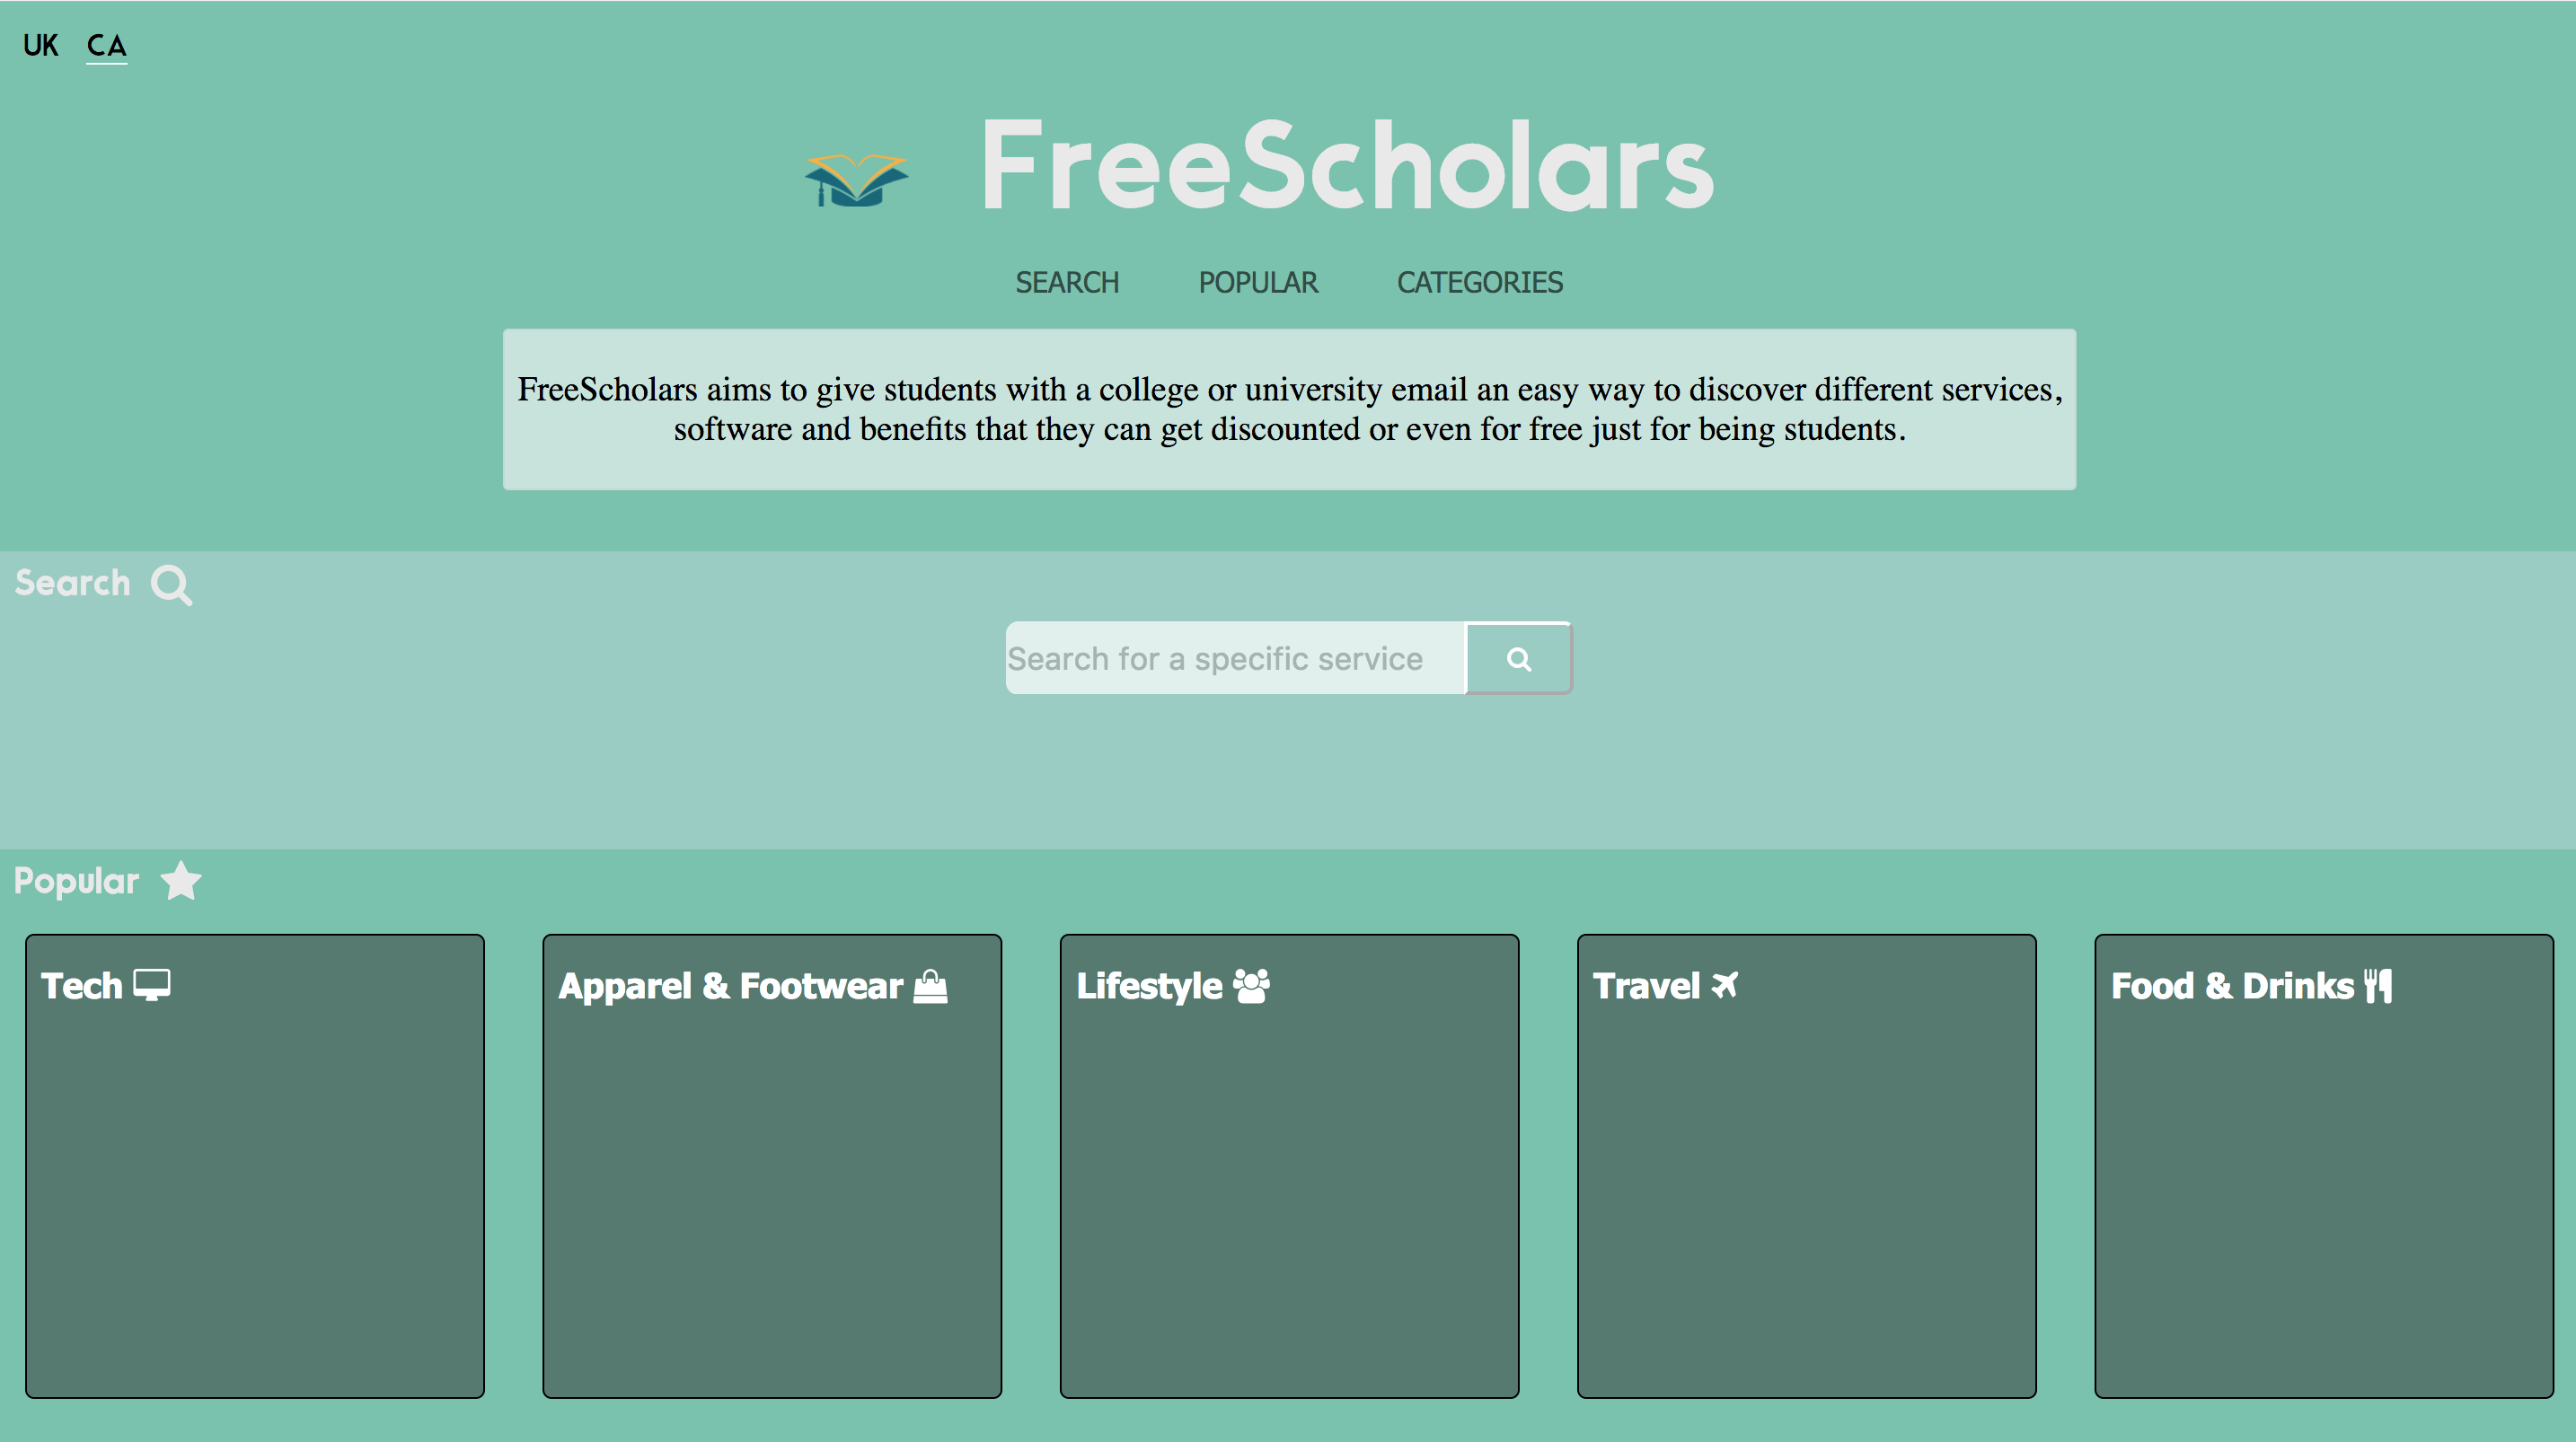 UK CA
FreeScholars
SEARCH POPULAR CATEGORIES
FreeScholars aims to give students with a college or university email an easy way to discover different services,
software and benefits that they can get discounted or even for free just for being students.
Search
Search for a specific service
Popular
Tech
Apparel & Footwear
Lifestyle
Travel
Food & Drinks